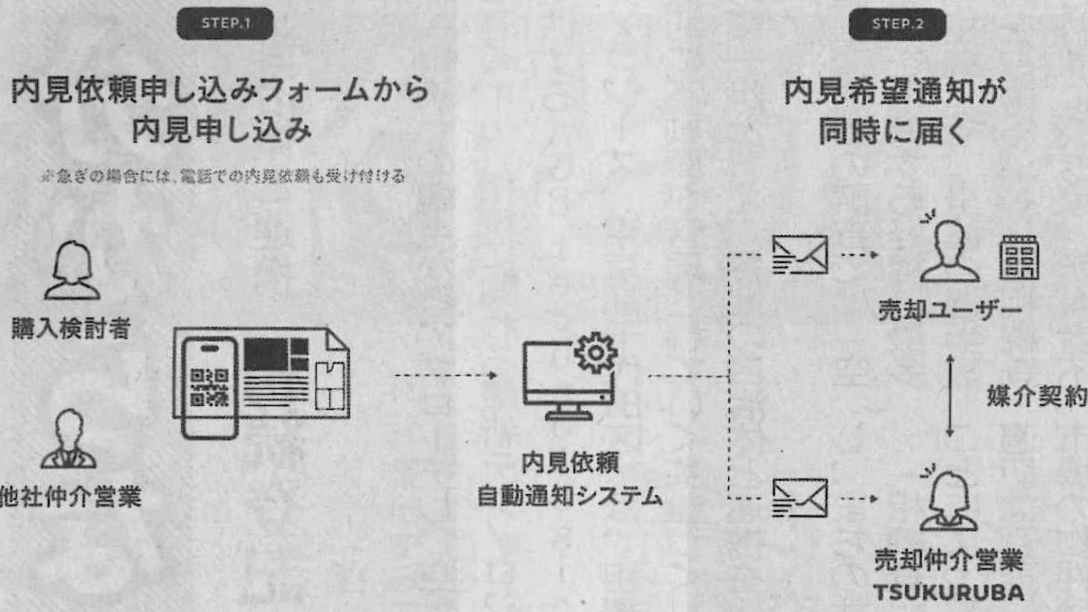 STEP.1
内見依頼申し込みフォームから
内見申し込み
※急ぎの場合には、電話での内見依頼も受け付ける
購入検討者
他社仲介営業
内見依頼
自動通知システム
STEP.2
内見希望通知が
同時に届く
売却ユーザー
媒介契約
売却仲介営業
TSUKURUBA